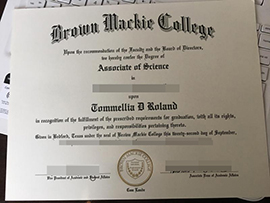 Brown Mackie College
Upon the recommendation of the Faculty and the Board of Directors,
we hereby confer the Degree of
Associate of Science
upon
Tommellia D Roland
in recognition of the fulfillment of the prescribed requirements for graduation, with all its rights,
privileges, and responsibilities pertaining thereto.
Given in Bedford, Texas under the seal of Brown Mackie College this twenty-second day of September,